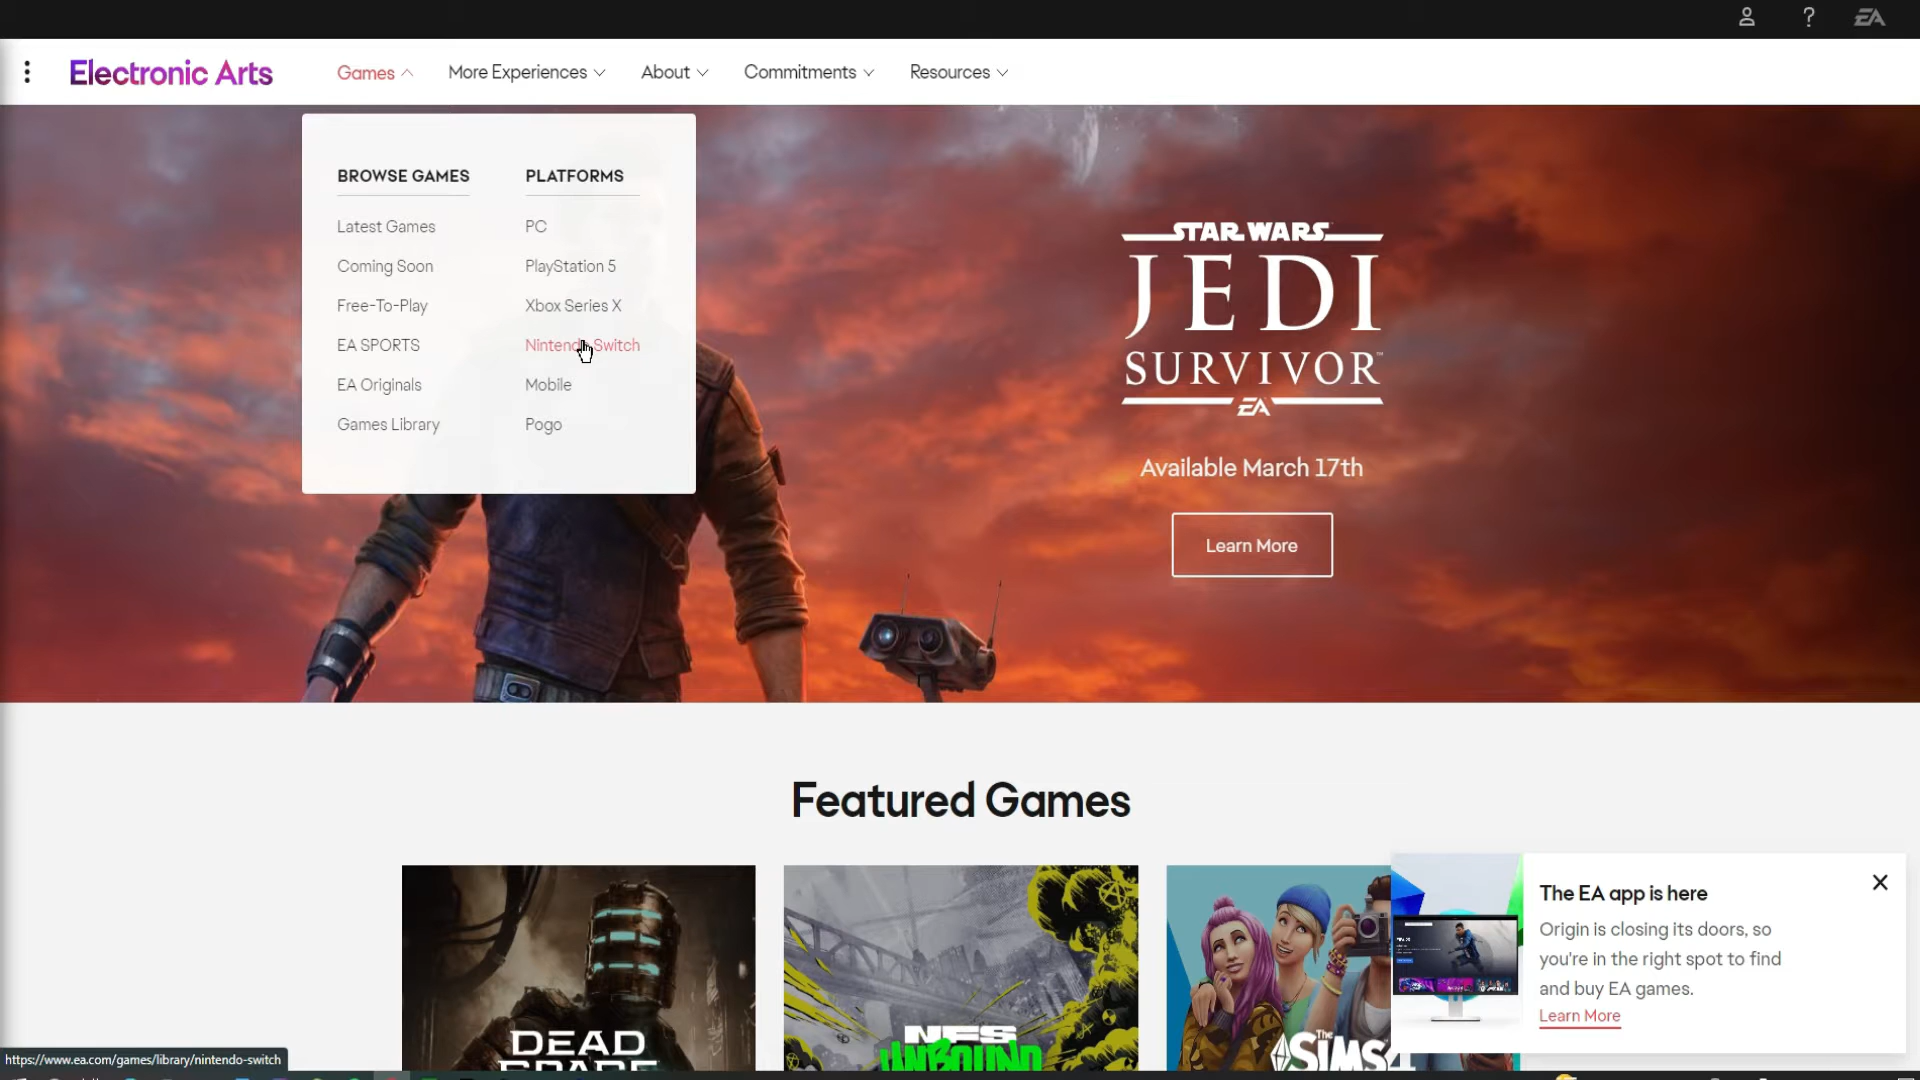 EA
Electronic Arts
Games
More Experiences
About
Commitments
Resources
BROWSE GAMES
PLATFORMS
Latest Games
PC
Coming Soon
PlayStation 5
Free-To-Play
Xbox Series X
EA SPORTS
Nintendo Switch
EA Originals
Mobile
Games Library
Pogo
STAR WARS
JEDI
SURVIVOR™
EA
Available March 17th
Learn More
Featured Games
DEAD
SPACE
NFS
UNBOUND
The
SIMS 4
The EA app is here
Origin is closing its doors, so
you're in the right spot to find
and buy EA games.
Learn More
https://www.ea.com/games/library/nintendo-switch